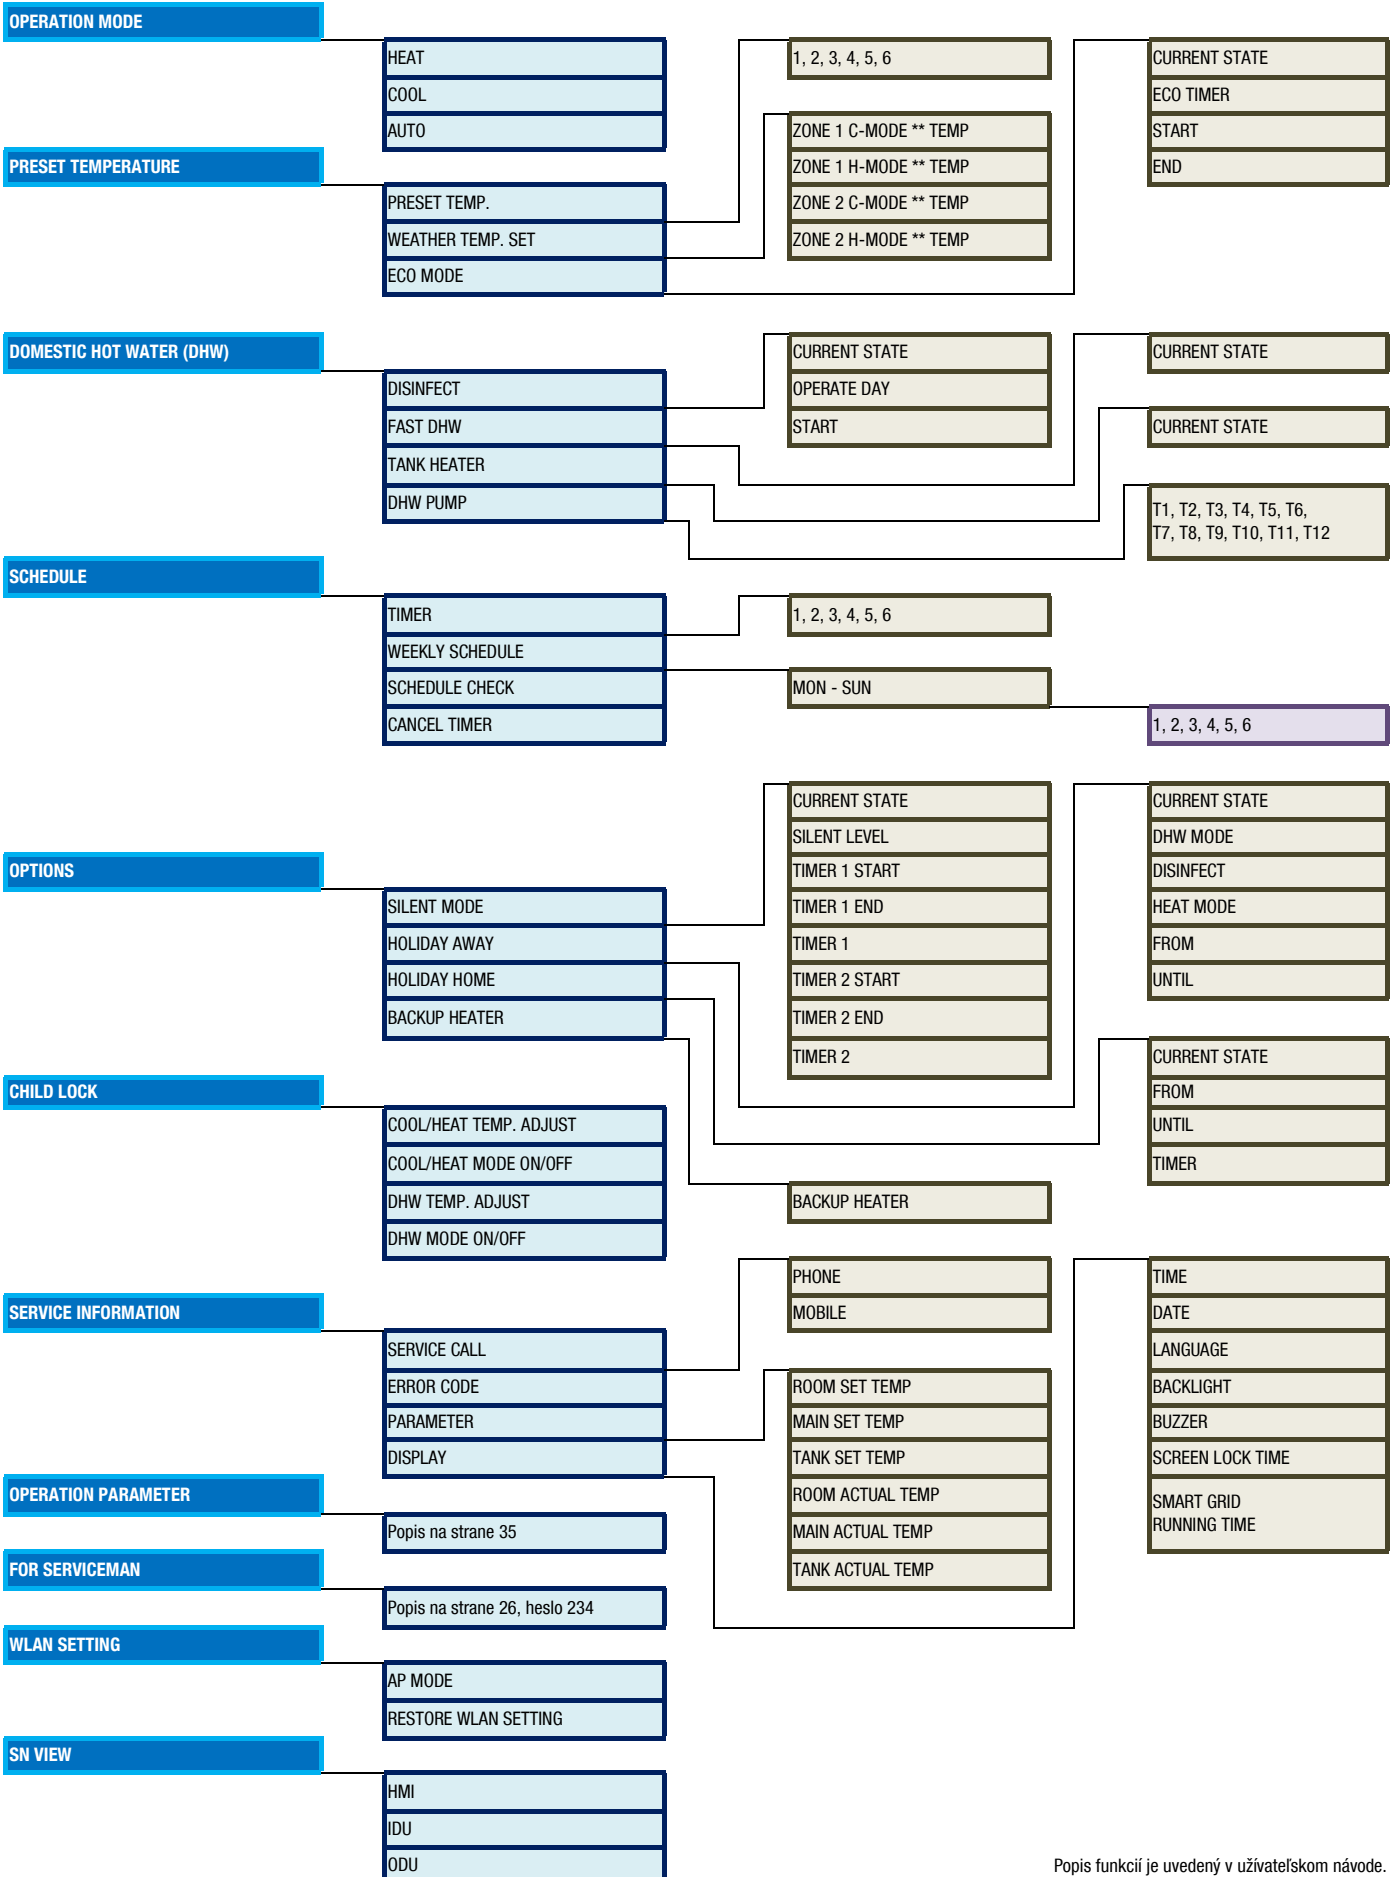 OPERATION MODE
HEAT
COOL
AUTO
1, 2, 3, 4, 5, 6
CURRENT STATE
ECO TIMER
START
END
ZONE 1 C-MODE ** TEMP
ZONE 1 H-MODE ** TEMP
ZONE 2 C-MODE ** TEMP
ZONE 2 H-MODE ** TEMP
PRESET TEMPERATURE
PRESET TEMP.
WEATHER TEMP. SET
ECO MODE
DOMESTIC HOT WATER (DHW)
DISINFECT
FAST DHW
TANK HEATER
DHW PUMP
CURRENT STATE
OPERATE DAY
START
CURRENT STATE
CURRENT STATE
T1, T2, T3, T4, T5, T6,
T7, T8, T9, T10, T11, T12
SCHEDULE
TIMER
WEEKLY SCHEDULE
SCHEDULE CHECK
CANCEL TIMER
1, 2, 3, 4, 5, 6
MON - SUN
1, 2, 3, 4, 5, 6
OPTIONS
SILENT MODE
HOLIDAY AWAY
HOLIDAY HOME
BACKUP HEATER
CURRENT STATE
SILENT LEVEL
TIMER 1 START
TIMER 1 END
TIMER 1
TIMER 2 START
TIMER 2 END
TIMER 2
CURRENT STATE
DHW MODE
DISINFECT
HEAT MODE
FROM
UNTIL
CURRENT STATE
FROM
UNTIL
TIMER
BACKUP HEATER
CHILD LOCK
COOL/HEAT TEMP. ADJUST
COOL/HEAT MODE ON/OFF
DHW TEMP. ADJUST
DHW MODE ON/OFF
SERVICE INFORMATION
SERVICE CALL
ERROR CODE
PARAMETER
DISPLAY
PHONE
MOBILE
ROOM SET TEMP
MAIN SET TEMP
TANK SET TEMP
ROOM ACTUAL TEMP
MAIN ACTUAL TEMP
TANK ACTUAL TEMP
TIME
DATE
LANGUAGE
BACKLIGHT
BUZZER
SCREEN LOCK TIME
SMART GRID
RUNNING TIME
OPERATION PARAMETER
Popis na strane 35
FOR SERVICEMAN
Popis na strane 26, heslo 234
WLAN SETTING
AP MODE
RESTORE WLAN SETTING
SN VIEW
HMI
IDU
ODU
Popis funkcií je uvedený v užívateľskom návode.